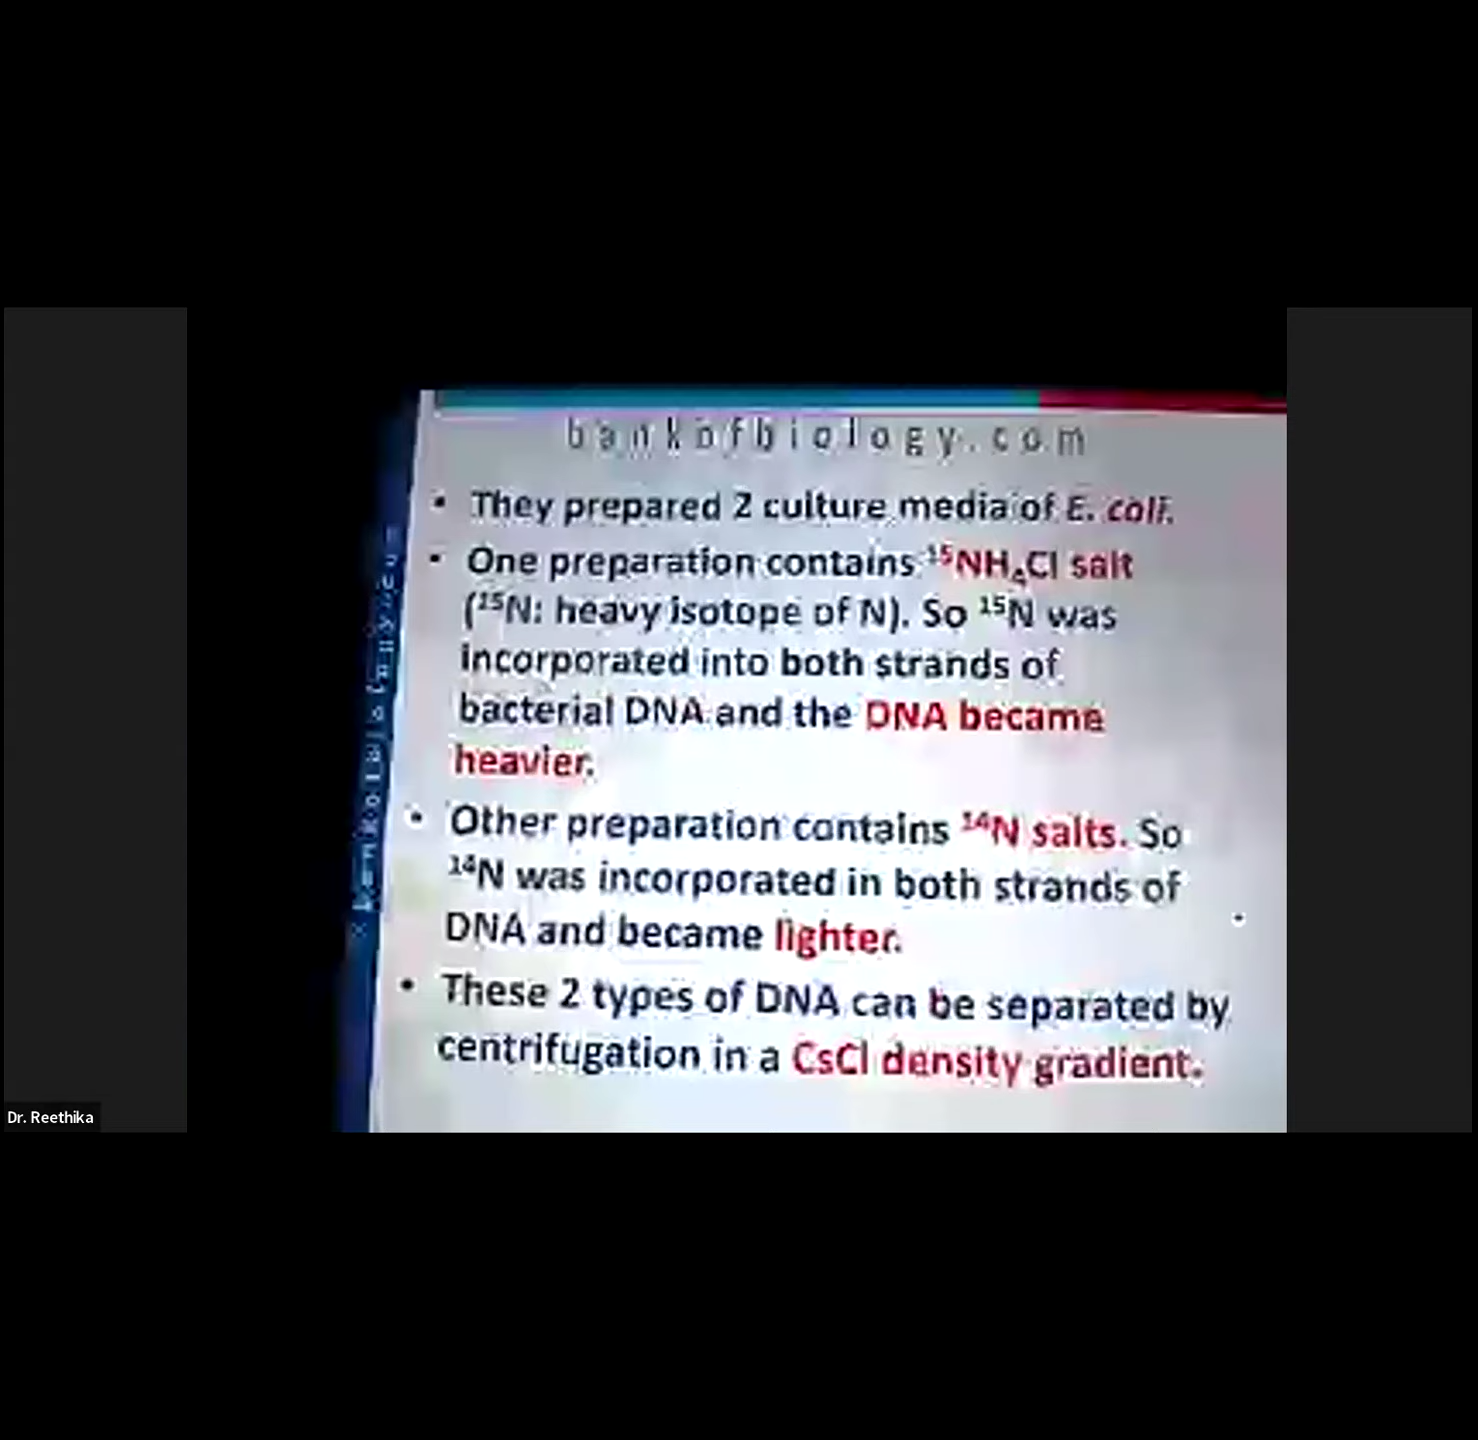 bankofbiology.com
• They prepared 2 culture media of E. coli.
• One preparation contains ¹⁵NH₄Cl salt
(¹⁵N: heavy isotope of N). So ¹⁵N was
incorporated into both strands of
bacterial DNA and the DNA became
heavier.
• Other preparation contains ¹⁴N salts. So
¹⁴N was incorporated in both strands of
DNA and became lighter.
• These 2 types of DNA can be separated by
centrifugation in a CsCl density gradient.
Dr. Reethika